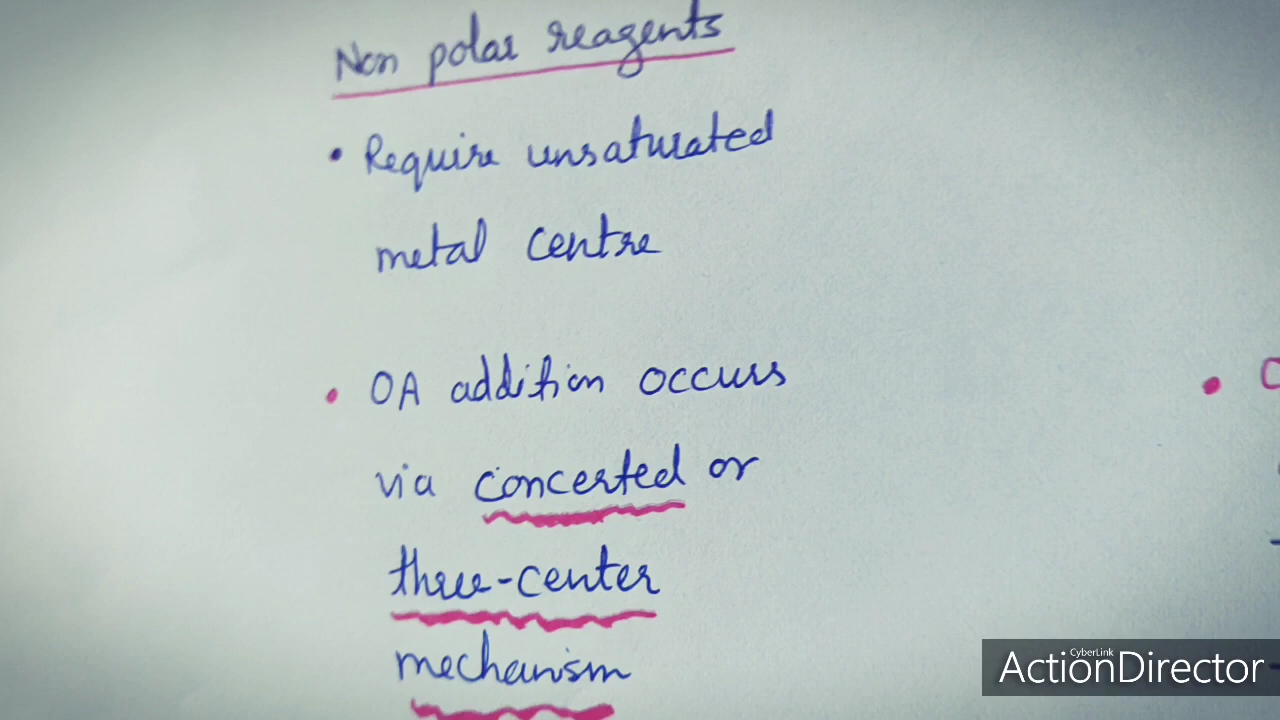 Non polar reagents
• Require unsaturated
metal centre
• OA addition occurs
via concerted or
three-center
mechanism
CyberLink
ActionDirector